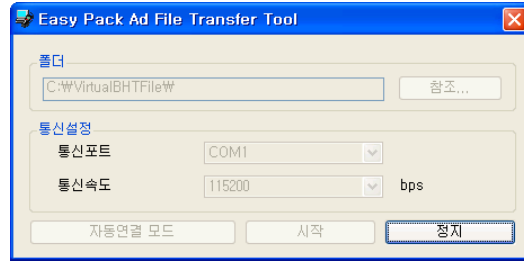 Easy Pack Ad File Transfer Tool
폴더
C:₩VirtualBHTFile₩ 참조...
통신설정
통신포트 COM1
통신속도 115200 bps
자동연결 모드 시작 정지